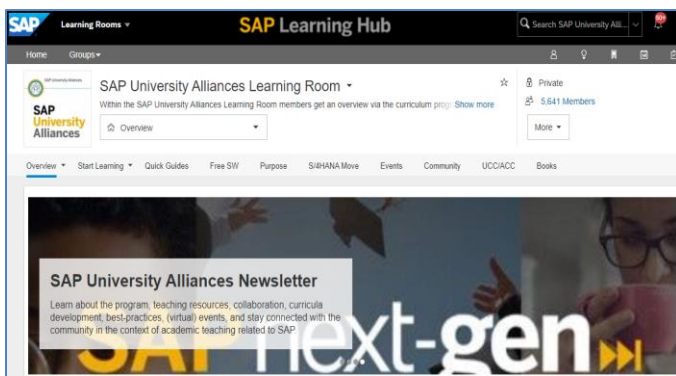 SAP Learning Rooms SAP Learning Hub Search SAP University Alli...
Home Groups
SAP University Alliances Learning Room
Private
Within the SAP University Alliances Learning Room members get an overview via the curriculum prog Show more
5,641 Members
SAP
University
Alliances
Overview
More
Overview Start Learning Quick Guides Free SW Purpose S/4HANA Move Events Community UCC/ACC Books
SAP University Alliances Newsletter
Learn about the program, teaching resources, collaboration, curricula
development, best-practices, (virtual) events, and stay connected with the
community in the context of academic teaching related to SAP
SAP next-gen